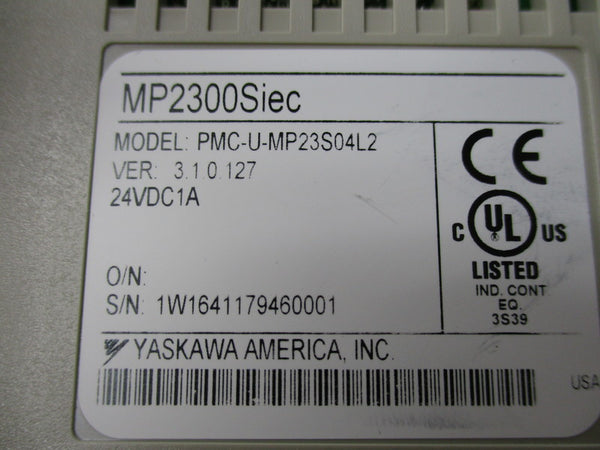 MP2300Siec
MODEL: PMC-U-MP23S04L2
VER: 3.1.0.127
24VDC1A
O/N:
S/N: 1W1641179460001
YASKAWA AMERICA, INC.
CE
C UL US
LISTED
IND. CONT
EQ.
3S39
USA